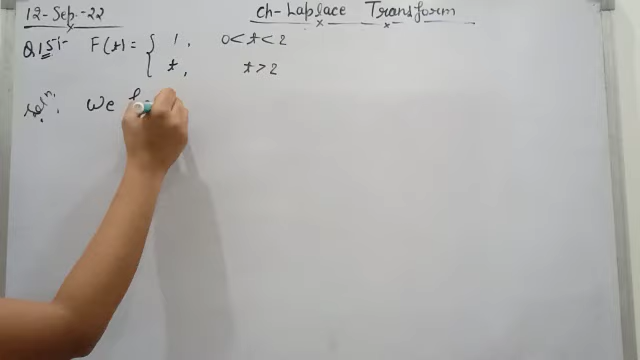 12-Sep.-22
Ch-Laplace Transform
Q15:- F(t) = { 1, 0<t<2
t, t>2
Solⁿ: We